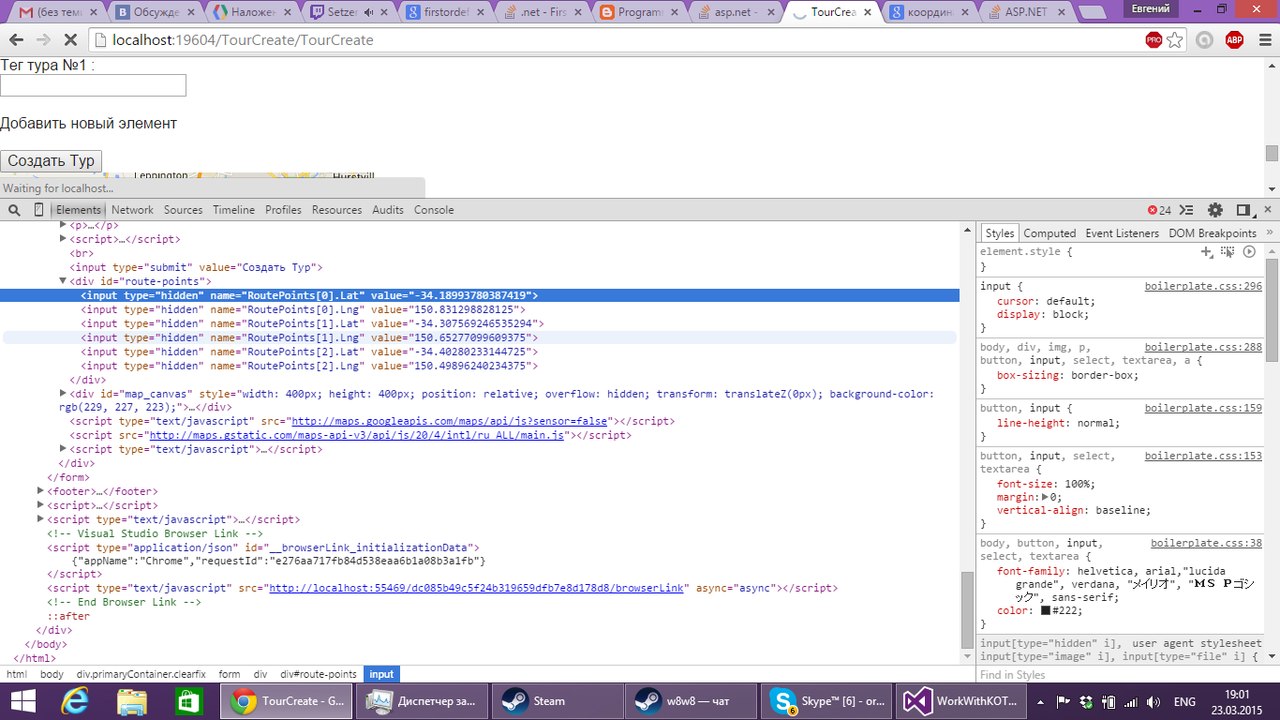 (без тем
Обсужде
Наложен
Setze
firstordef
.net - Firs
Program
asp.net -
TourCrea
координ
ASP.NET
Евгений
localhost:19604/TourCreate/TourCreate
PRO
ABP
Тег тура №1 :
Добавить новый элемент
Создать Тур
Leppington
Hurstvill
Waiting for localhost...
Elements Network Sources Timeline Profiles Resources Audits Console
24
<p>…</p>
<script>…</script>
<br>
<input type="submit" value="Создать Тур">
<div id="route-points">
<input type="hidden" name="RoutePoints[0].Lat" value="-34.18993780387419">
<input type="hidden" name="RoutePoints[0].Lng" value="150.831298828125">
<input type="hidden" name="RoutePoints[1].Lat" value="-34.307569246535294">
<input type="hidden" name="RoutePoints[1].Lng" value="150.65277099609375">
<input type="hidden" name="RoutePoints[2].Lat" value="-34.40280233144725">
<input type="hidden" name="RoutePoints[2].Lng" value="150.49896240234375">
</div>
<div id="map_canvas" style="width: 400px; height: 400px; position: relative; overflow: hidden; transform: translateZ(0px); background-color:
rgb(229, 227, 223);">…</div>
<script type="text/javascript" src="http://maps.googleapis.com/maps/api/js?sensor=false"></script>
<script src="http://maps.gstatic.com/maps-api-v3/api/js/20/4/intl/ru_ALL/main.js"></script>
<script type="text/javascript">…</script>
</div>
</form>
<footer>…</footer>
<script>…</script>
<script type="text/javascript">…</script>
<!-- Visual Studio Browser Link -->
<script type="application/json" id="__browserLink_initializationData">
{"appName":"Chrome","requestId":"e276aa717fb84d538eaa6b1a08b3a1fb"}
</script>
<script type="text/javascript" src="http://localhost:55469/dc085b49c5f24b319659dfb7e8d178d8/browserLink" async="async"></script>
<!-- End Browser Link -->
::after
</div>
</body>
</html>
html body div.primaryContainer.clearfix form div div#route-points input
Styles Computed Event Listeners DOM Breakpoints »
element.style {
}
input { boilerplate.css:296
cursor: default;
display: block;
}
body, div, img, p, boilerplate.css:288
button, input, select, textarea, a {
box-sizing: border-box;
}
button, input { boilerplate.css:159
line-height: normal;
}
button, input, select, boilerplate.css:153
textarea {
font-size: 100%;
margin: 0;
vertical-align: baseline;
}
body, button, input, boilerplate.css:38
select, textarea {
font-family: helvetica, arial,"lucida
grande", verdana, "メイリオ", "ＭＳ Ｐゴシ
ック", sans-serif;
color: #222;
}
input[type="hidden" i], user agent stylesheet
input[type="image" i], input[type="file" i] {
Find in Styles
TourCreate - G...
Диспетчер за...
Steam
w8w8 — чат
Skype™ [6] - or...
6
WorkWithKOT...
ENG
19:01
23.03.2015